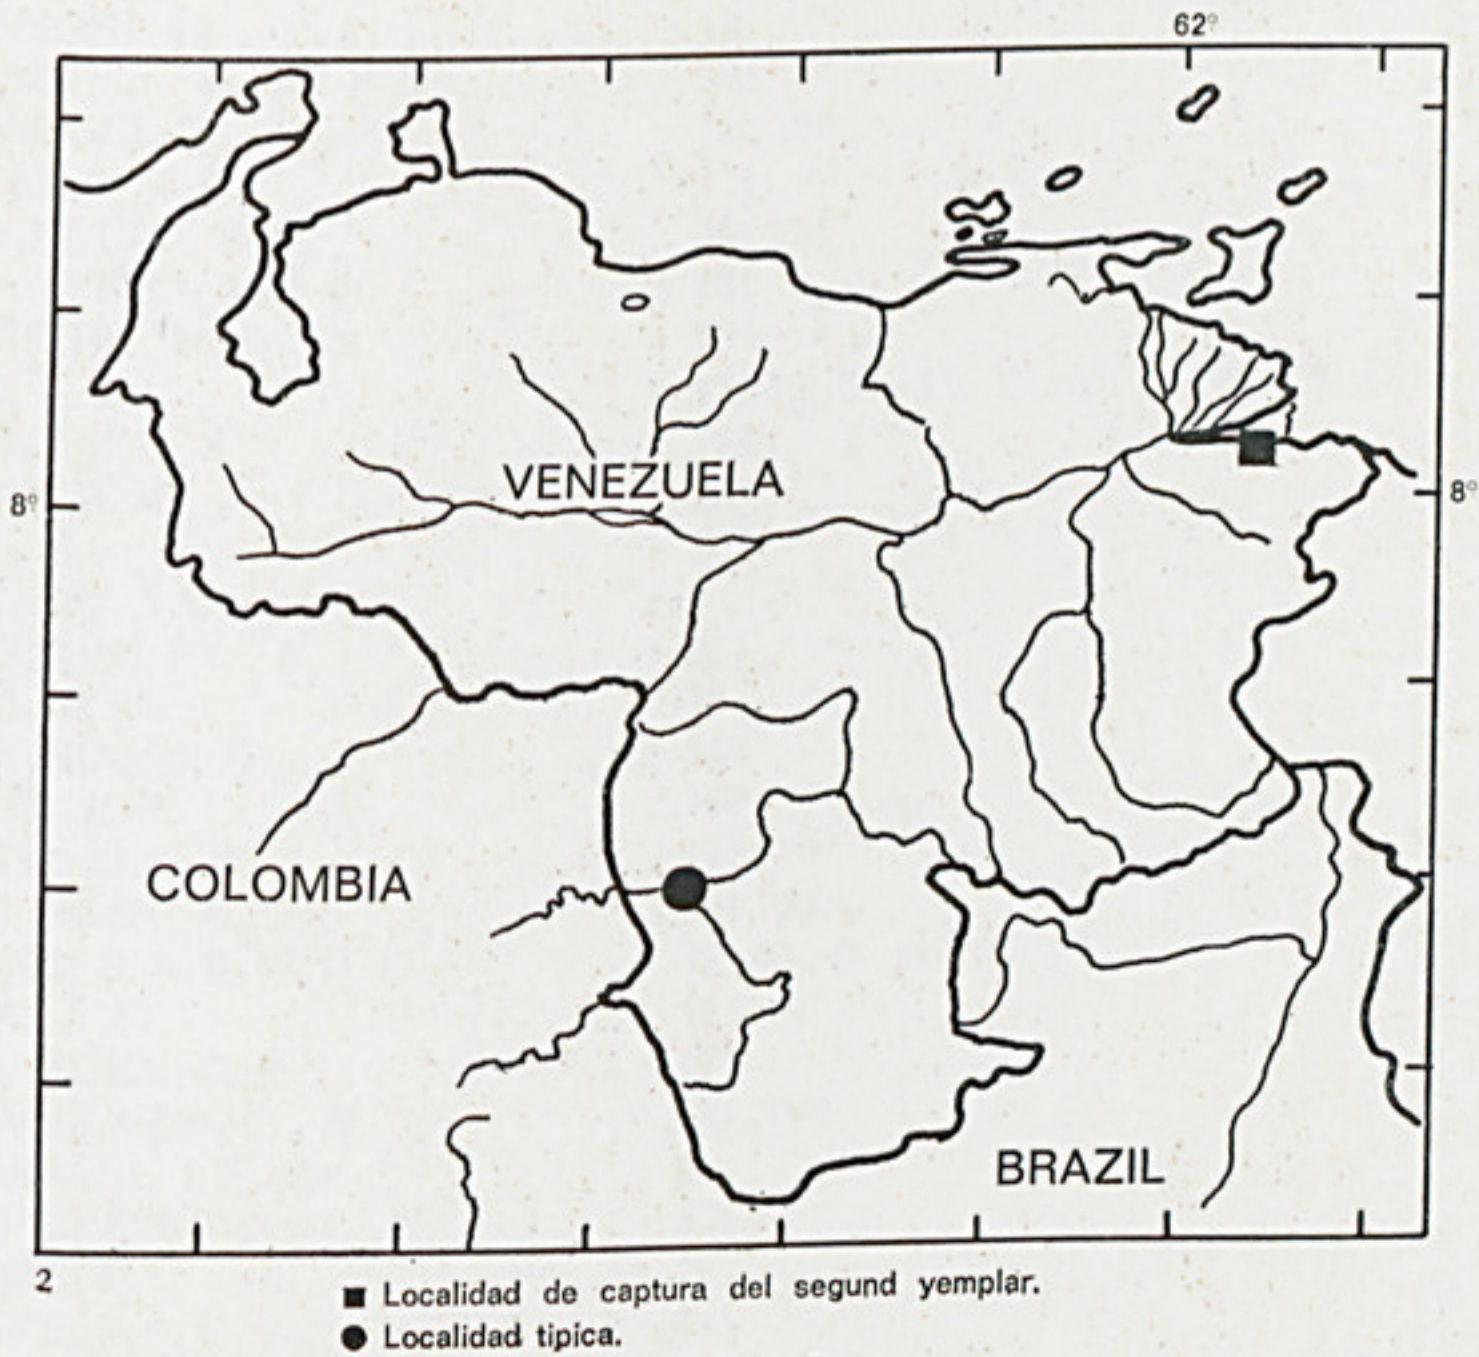 62°
VENEZUELA
8°
8°
COLOMBIA
BRAZIL
2
Localidad de captura del segund yemplar.
Localidad tipica.